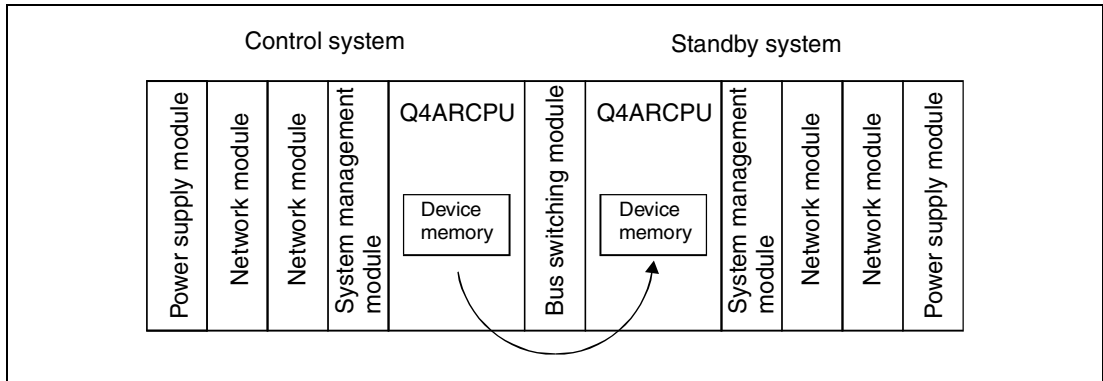 Control system
Standby system
Power supply module
Network module
Network module
System management
module
Q4ARCPU
Device
memory
Bus switching module
Q4ARCPU
Device
memory
System management
module
Network module
Network module
Power supply module